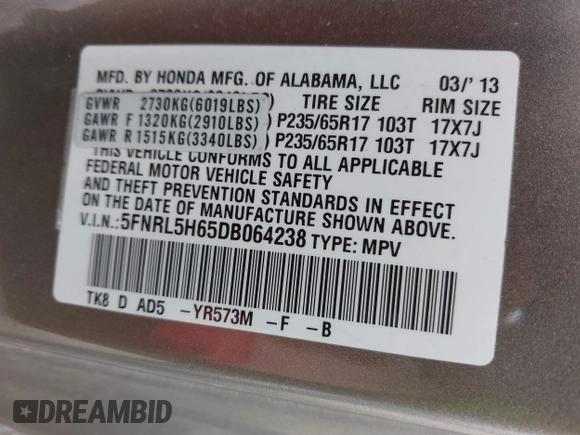 MFD. BY HONDA MFG. OF ALABAMA, LLC 03/'13
TIRE SIZE RIM SIZE
GVWR 2730KG(6019LBS)
GAWR F 1320KG(2910LBS) P235/65R17 103T 17X7J
GAWR R 1515KG(3340LBS) P235/65R17 103T 17X7J
THIS VEHICLE CONFORMS TO ALL APPLICABLE
FEDERAL MOTOR VEHICLE SAFETY
AND THEFT PREVENTION STANDARDS IN EFFECT
ON THE DATE OF MANUFACTURE SHOWN ABOVE.
V.I.N.:5FNRL5H65DB064238 TYPE: MPV
TK8 D AD5 -YR573M -F -B
DREAMBID